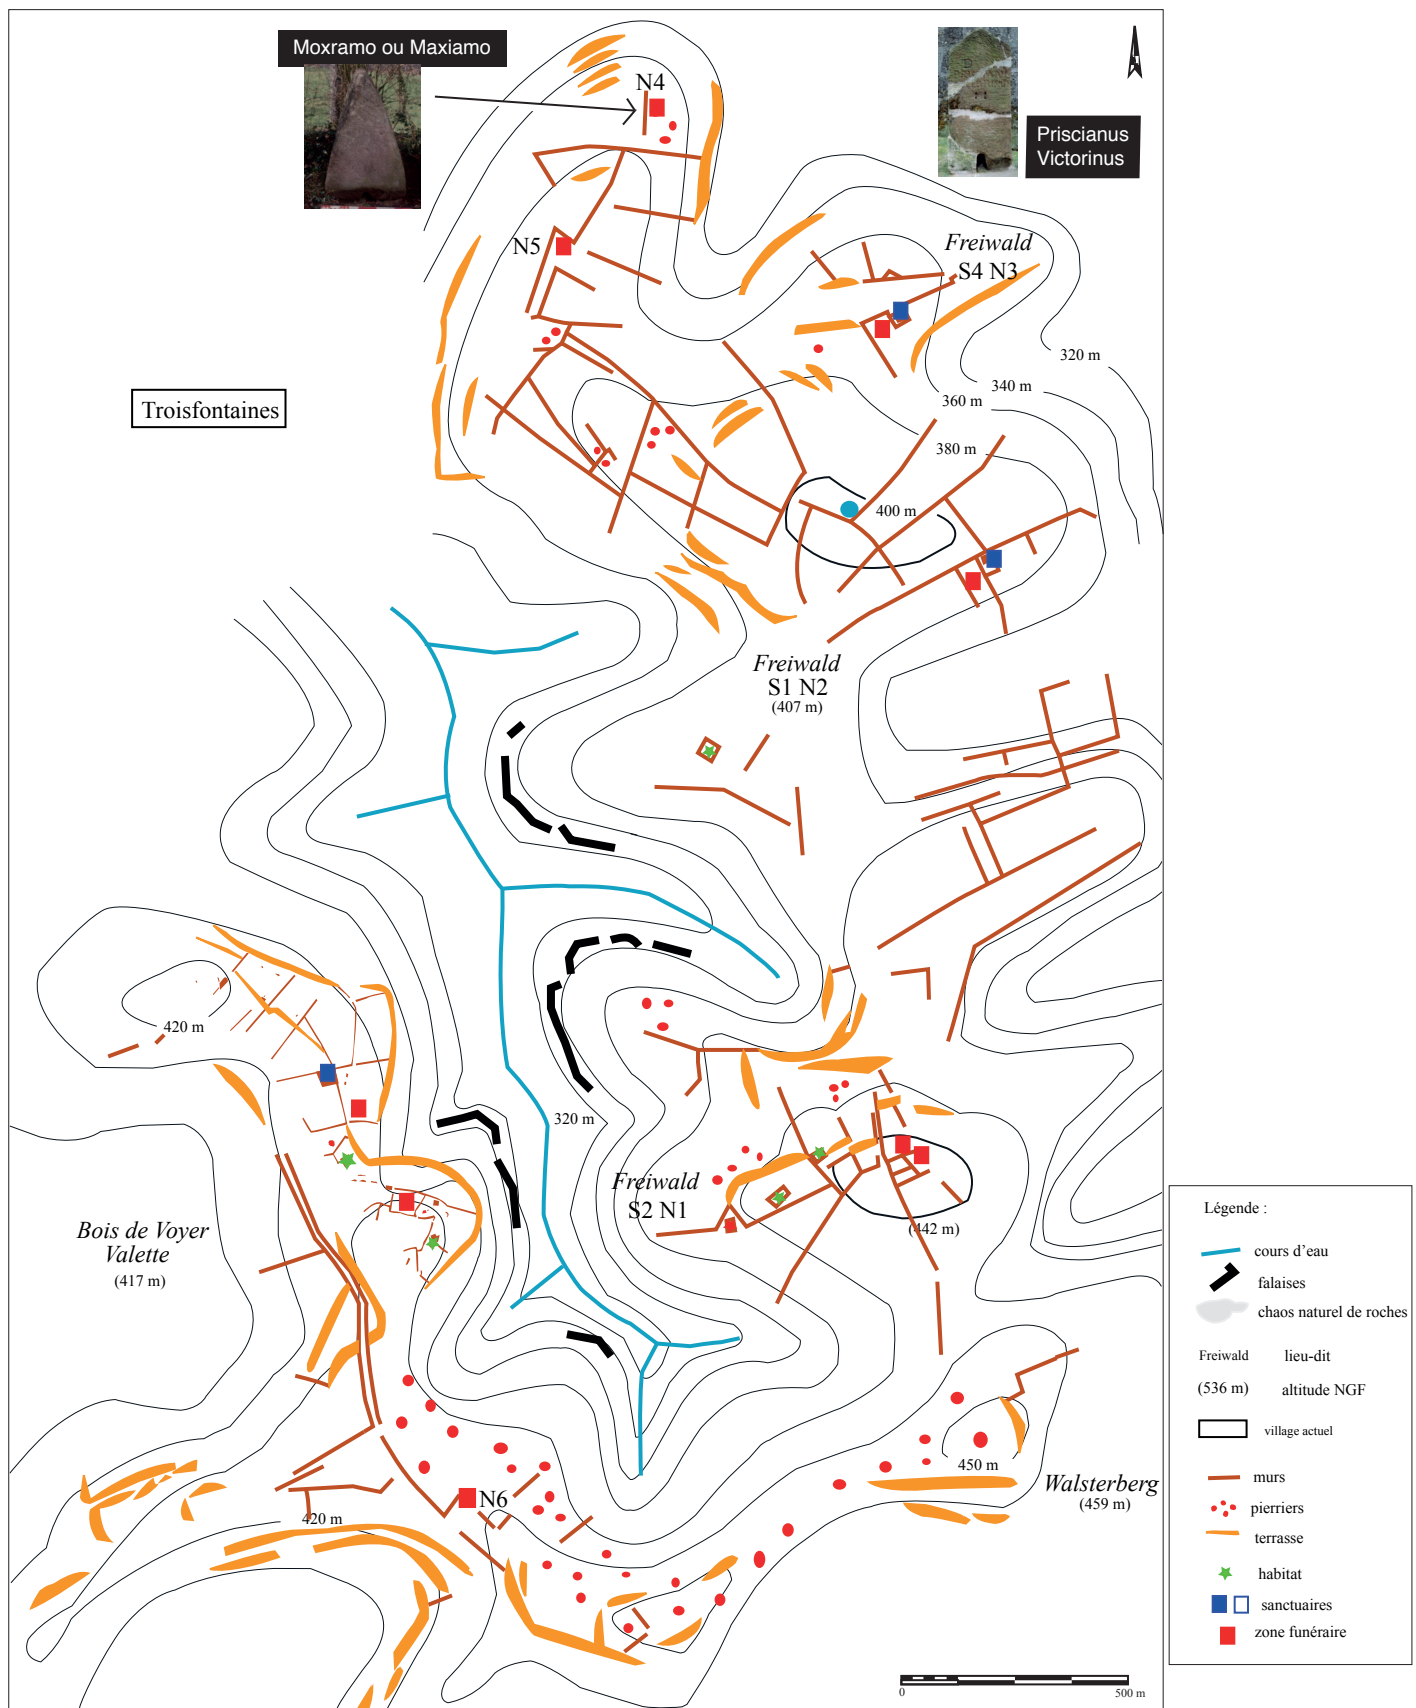 Moxramo ou Maxiamo
N4
Priscianus
Victorinus
N5
Freiwald
S4 N3
320 m
340 m
360 m
Troisfontaines
380 m
400 m
Freiwald
S1 N2
(407 m)
420 m
320 m
Freiwald
S2 N1
(442 m)
Bois de Voyer
Valette
(417 m)
450 m
Walsterberg
(459 m)
N6
420 m
0
500 m
Légende :
cours d'eau
falaises
chaos naturel de roches
Freiwald lieu-dit
(536 m) altitude NGF
village actuel
murs
pierriers
terrasse
habitat
sanctuaires
zone funéraire